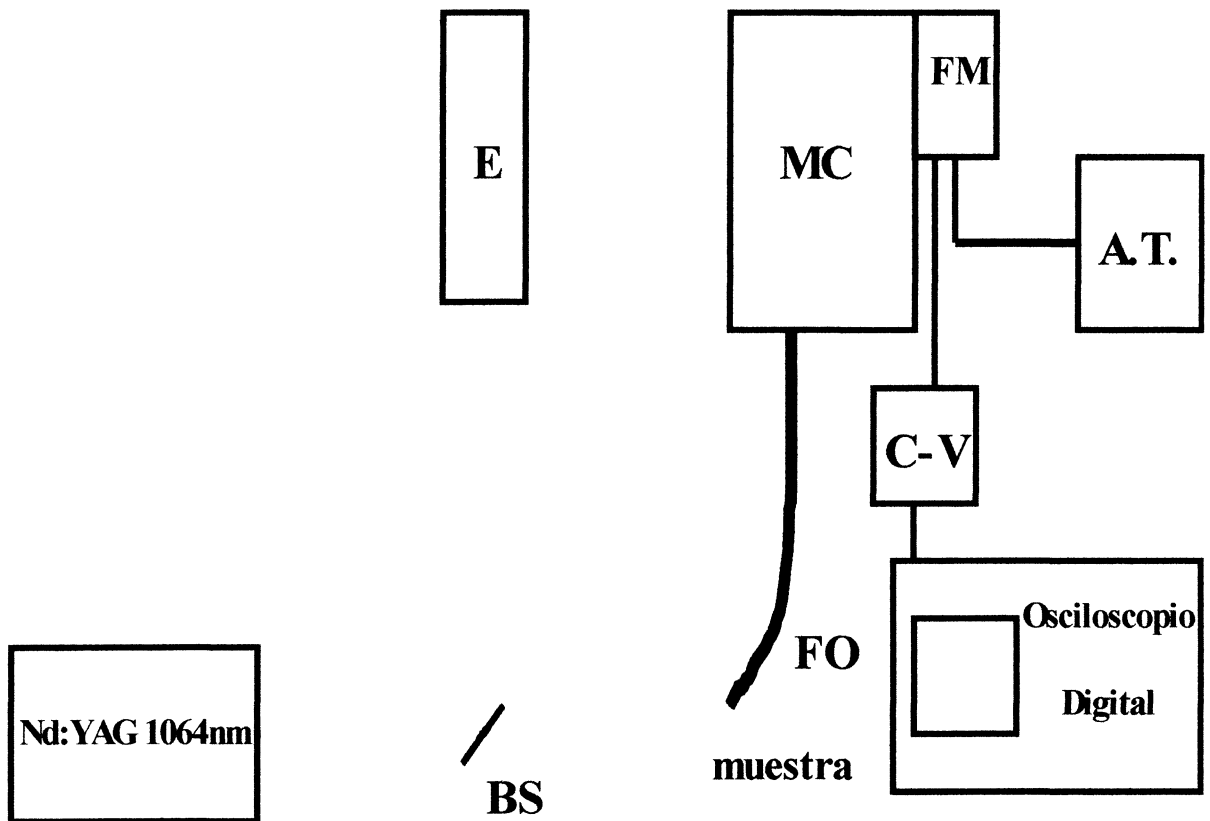 E
MC
FM
A.T.
C-V
FO
Osciloscopio
Digital
Nd:YAG 1064nm
BS
muestra